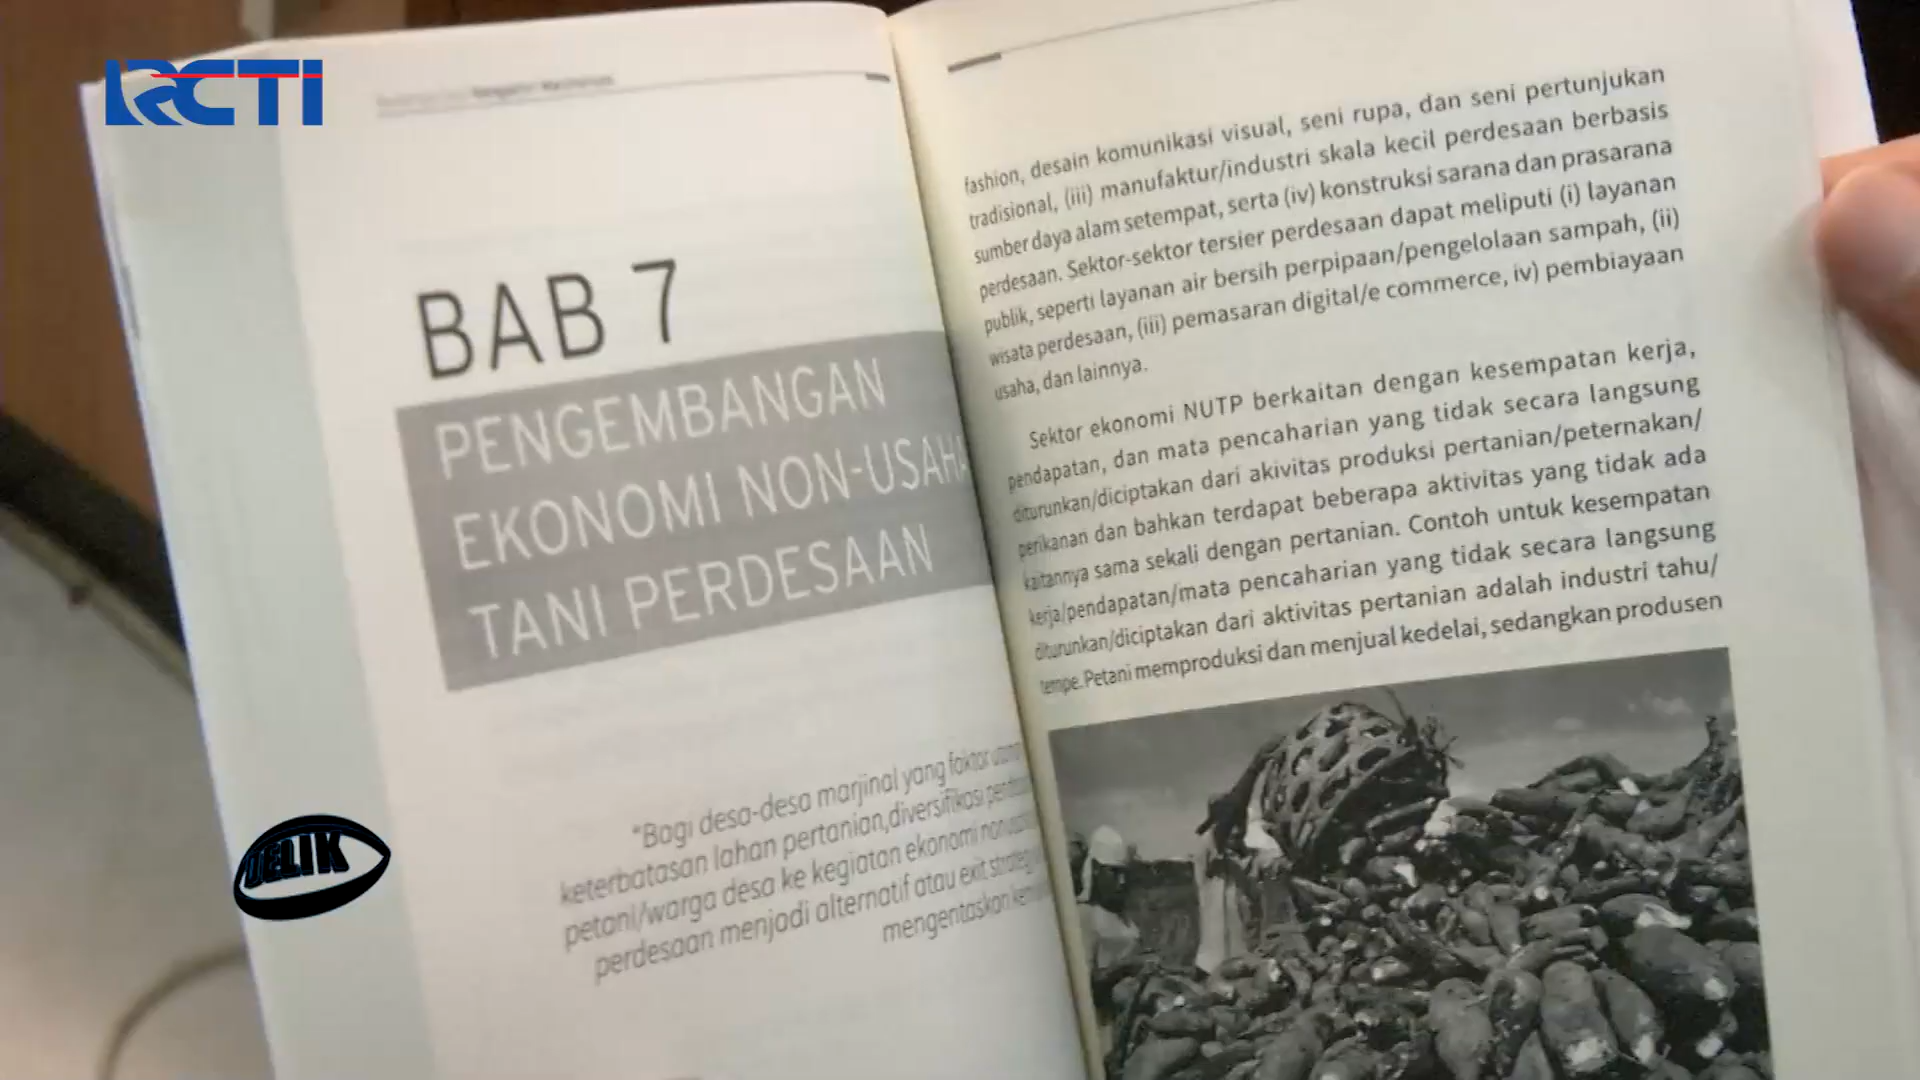 RCTI
BAB 7
PENGEMBANGAN
EKONOMI NON-USAHA
TANI PERDESAAN
"Bagi desa-desa marjinal yang faktor utama
keterbatasan lahan pertanian, diversifikasi
petani/warga desa ke kegiatan ekonomi
perdesaan menjadi alternatif atau exit
mengentaskan
DELIK
fashion, desain komunikasi visual, seni rupa, dan seni pertunjukan
tradisional, (iii) manufaktur/industri skala kecil perdesaan berbasis
sumber daya alam setempat, serta (iv) konstruksi sarana dan prasarana
perdesaan. Sektor-sektor tersier perdesaan dapat meliputi (i) layanan
publik, seperti layanan air bersih perpipaan/pengelolaan sampah, (ii)
wisata perdesaan, (iii) pemasaran digital/e commerce, iv) pembiayaan
usaha, dan lainnya.
Sektor ekonomi NUTP berkaitan dengan kesempatan kerja,
pendapatan, dan mata pencaharian yang tidak secara langsung
diturunkan/diciptakan dari akivitas produksi pertanian/peternakan/
perikanan dan bahkan terdapat beberapa aktivitas yang tidak ada
kaitannya sama sekali dengan pertanian. Contoh untuk kesempatan
kerja/pendapatan/mata pencaharian yang tidak secara langsung
diturunkan/diciptakan dari aktivitas pertanian adalah industri tahu/
tempe. Petani memproduksi dan menjual kedelai, sedangkan produsen